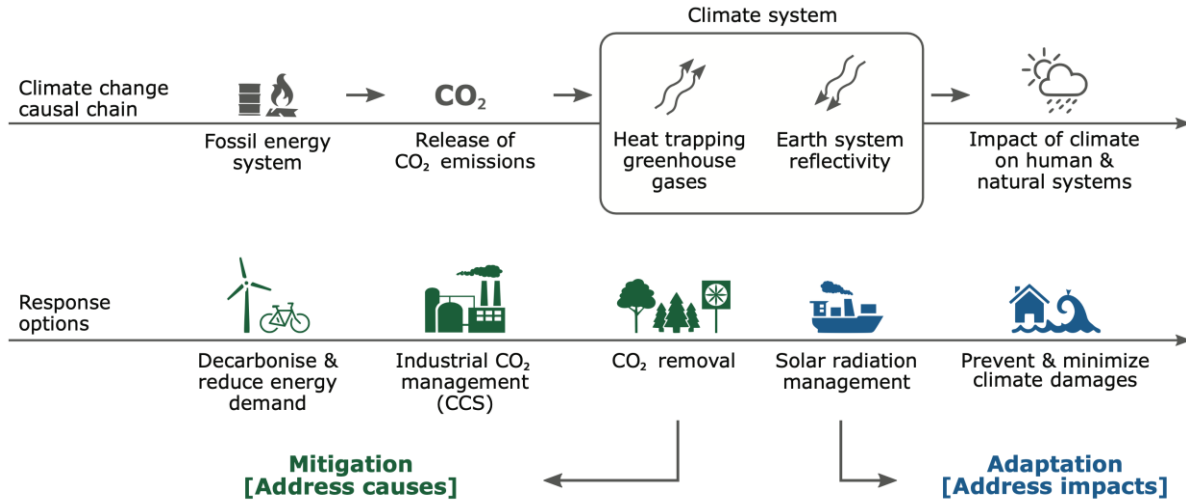 Climate system
Climate change
causal chain
CO₂
Fossil energy
system
Release of
CO₂ emissions
Heat trapping
greenhouse
gases
Earth system
reflectivity
Impact of climate
on human &
natural systems
Response
options
Decarbonise &
reduce energy
demand
Industrial CO₂
management
(CCS)
CO₂ removal
Solar radiation
management
Prevent & minimize
climate damages
Mitigation
[Address causes]
Adaptation
[Address impacts]